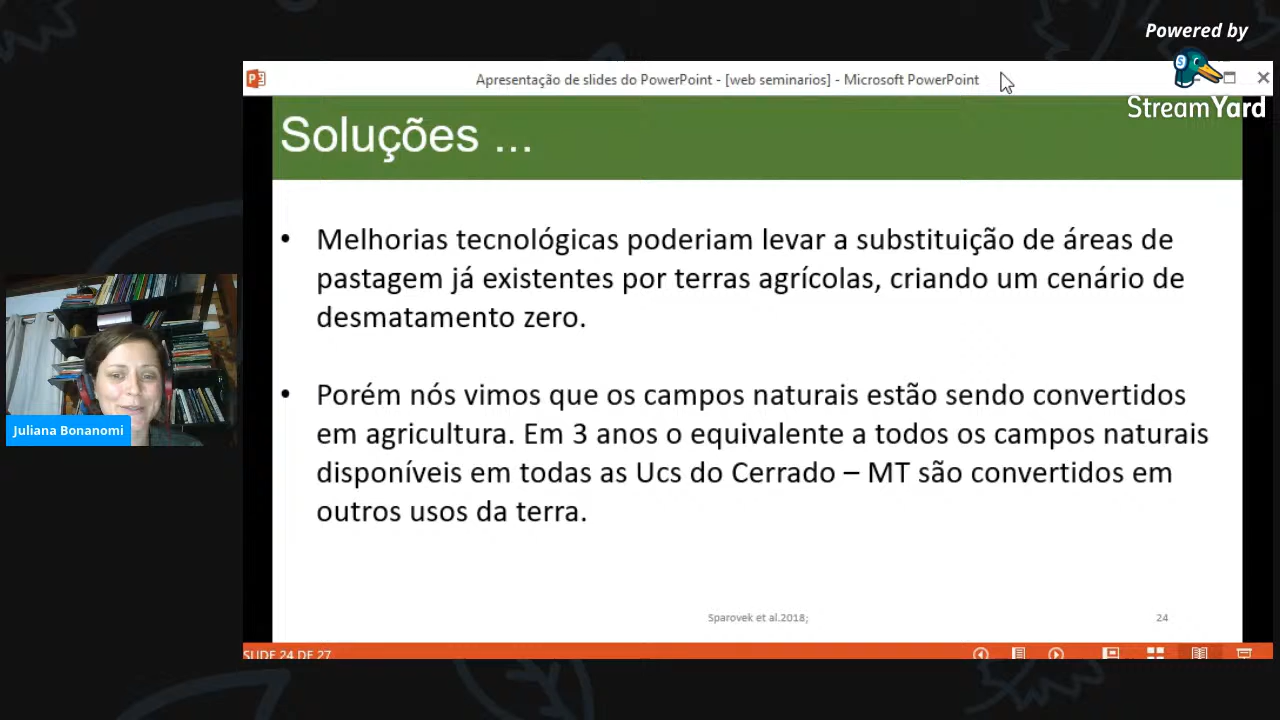 Powered by
StreamYard
Apresentação de slides do PowerPoint - [web seminarios] - Microsoft PowerPoint
Soluções ...
• Melhorias tecnológicas poderiam levar a substituição de áreas de
pastagem já existentes por terras agrícolas, criando um cenário de
desmatamento zero.
• Porém nós vimos que os campos naturais estão sendo convertidos
em agricultura. Em 3 anos o equivalente a todos os campos naturais
disponíveis em todas as Ucs do Cerrado – MT são convertidos em
outros usos da terra.
Juliana Bonanomi
Sparovek et al.2018;
24
SLIDE 24 DE 27